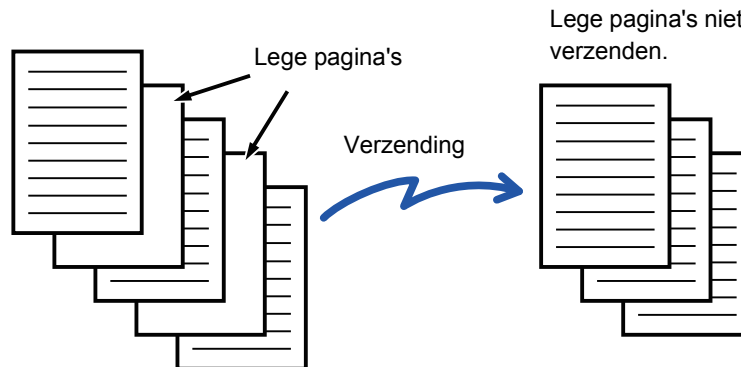 Lege pagina's niet
verzenden.
Lege pagina's
Verzending